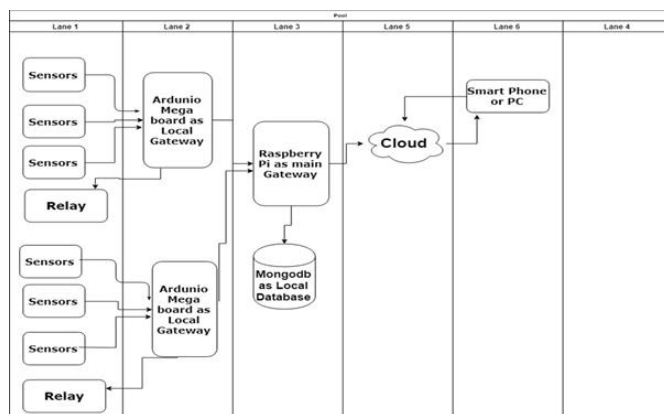 Pool
Lane 1
Lane 2
Lane 3
Lane 5
Lane 6
Lane 4
Sensors
Sensors
Sensors
Relay
Sensors
Sensors
Sensors
Relay
Ardunio
Mega
board as
Local
Gateway
Ardunio
Mega
board as
Local
Gateway
Raspberry
Pi as main
Gateway
Mongodb
as Local
Database
Cloud
Smart Phone
or PC